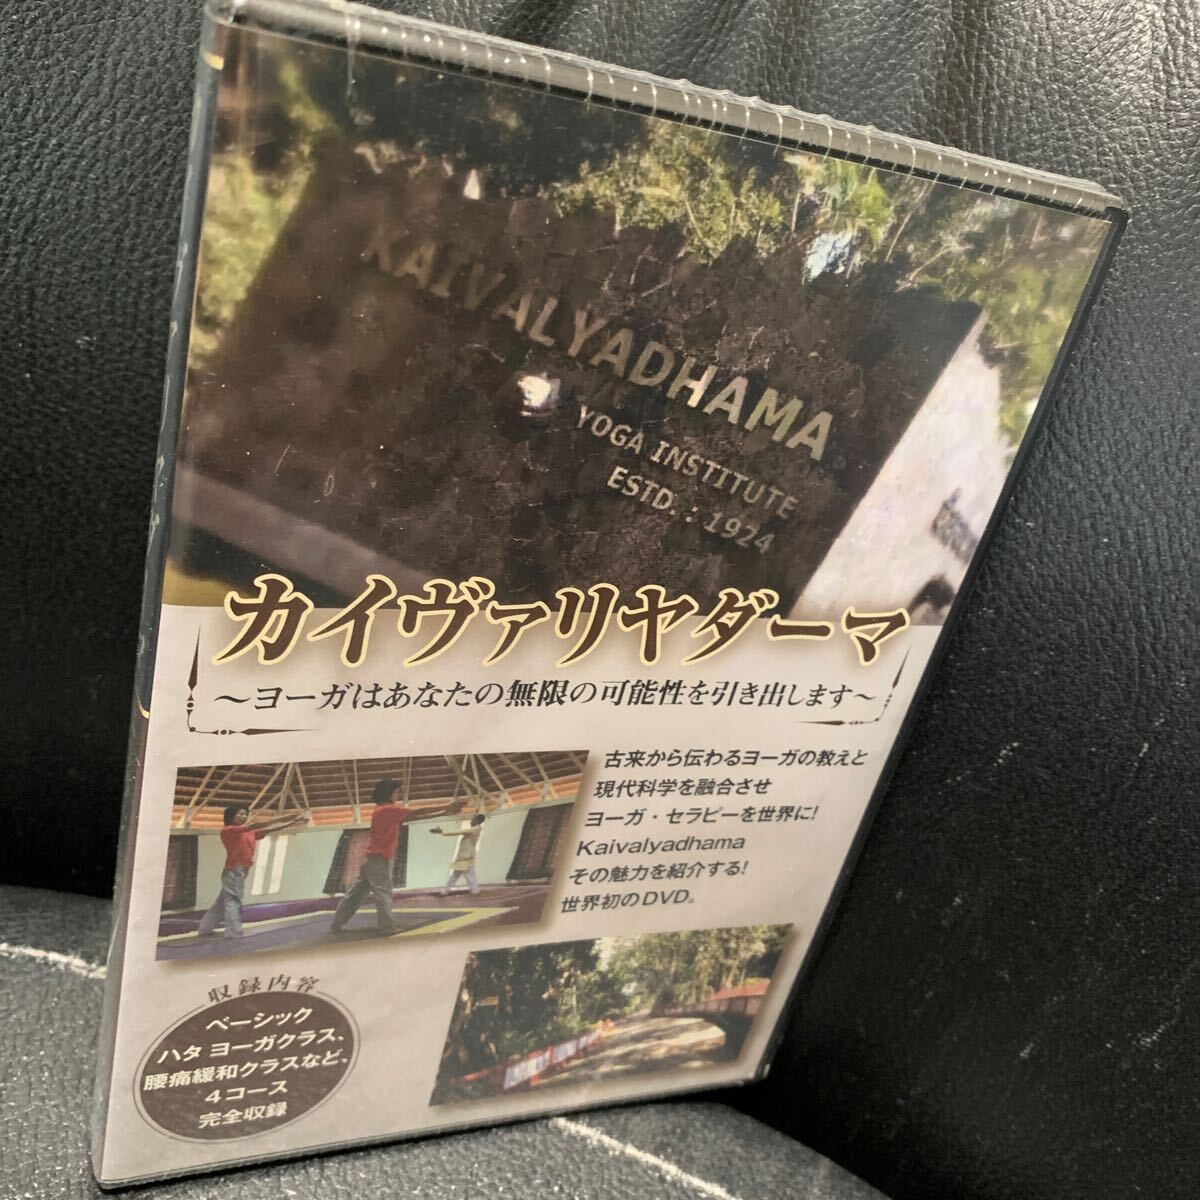 KAIVALYADHAMA
YOGA INSTITUTE
ESTD. : 1924
カイヴァリヤダーマ
～ヨーガはあなたの無限の可能性を引き出します～
古来から伝わるヨーガの教えと
現代科学を融合させ
ヨーガ・セラピーを世界に!
Kaivalyadhama
その魅力を紹介する!
世界初のDVD。
収録内容
ベーシック
ハタ ヨーガクラス、
腰痛緩和クラスなど、
4コース
完全収録